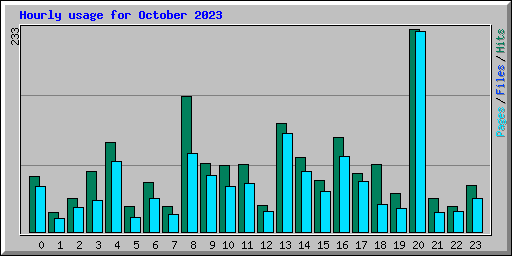 Hourly usage for October 2023
233
Pages/Files/Hits
0 1 2 3 4 5 6 7 8 9 10 11 12 13 14 15 16 17 18 19 20 21 22 23